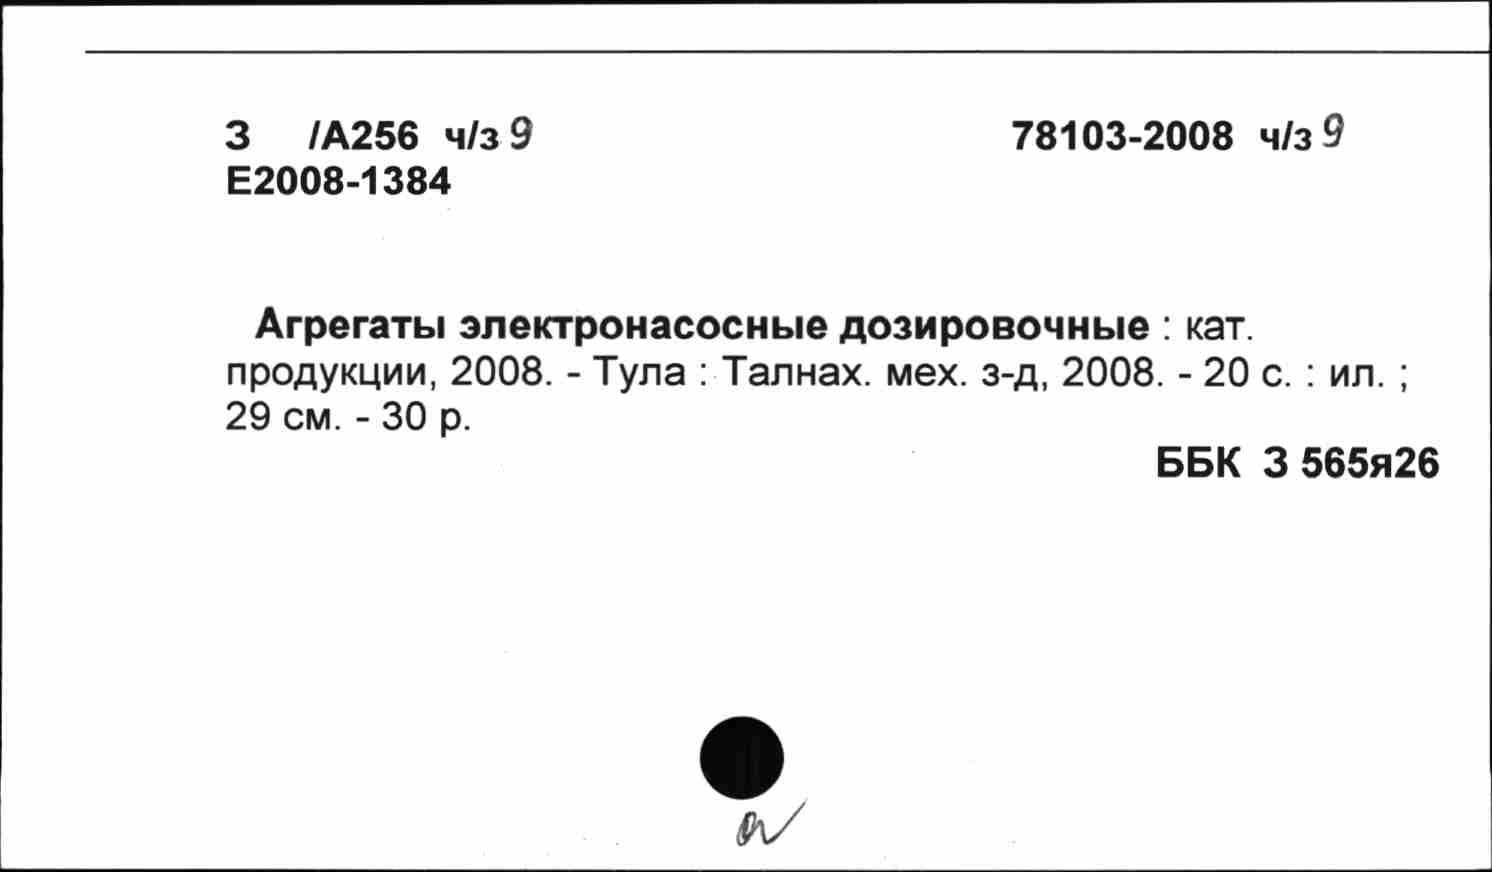 З /А256 ч/з 9 78103-2008 ч/з 9
Е2008-1384
Агрегаты электронасосные дозировочные : кат.
продукции, 2008. - Тула : Талнах. мех. з-д, 2008. - 20 с. : ил. ;
29 см. - 30 р.
ББК З 565я26